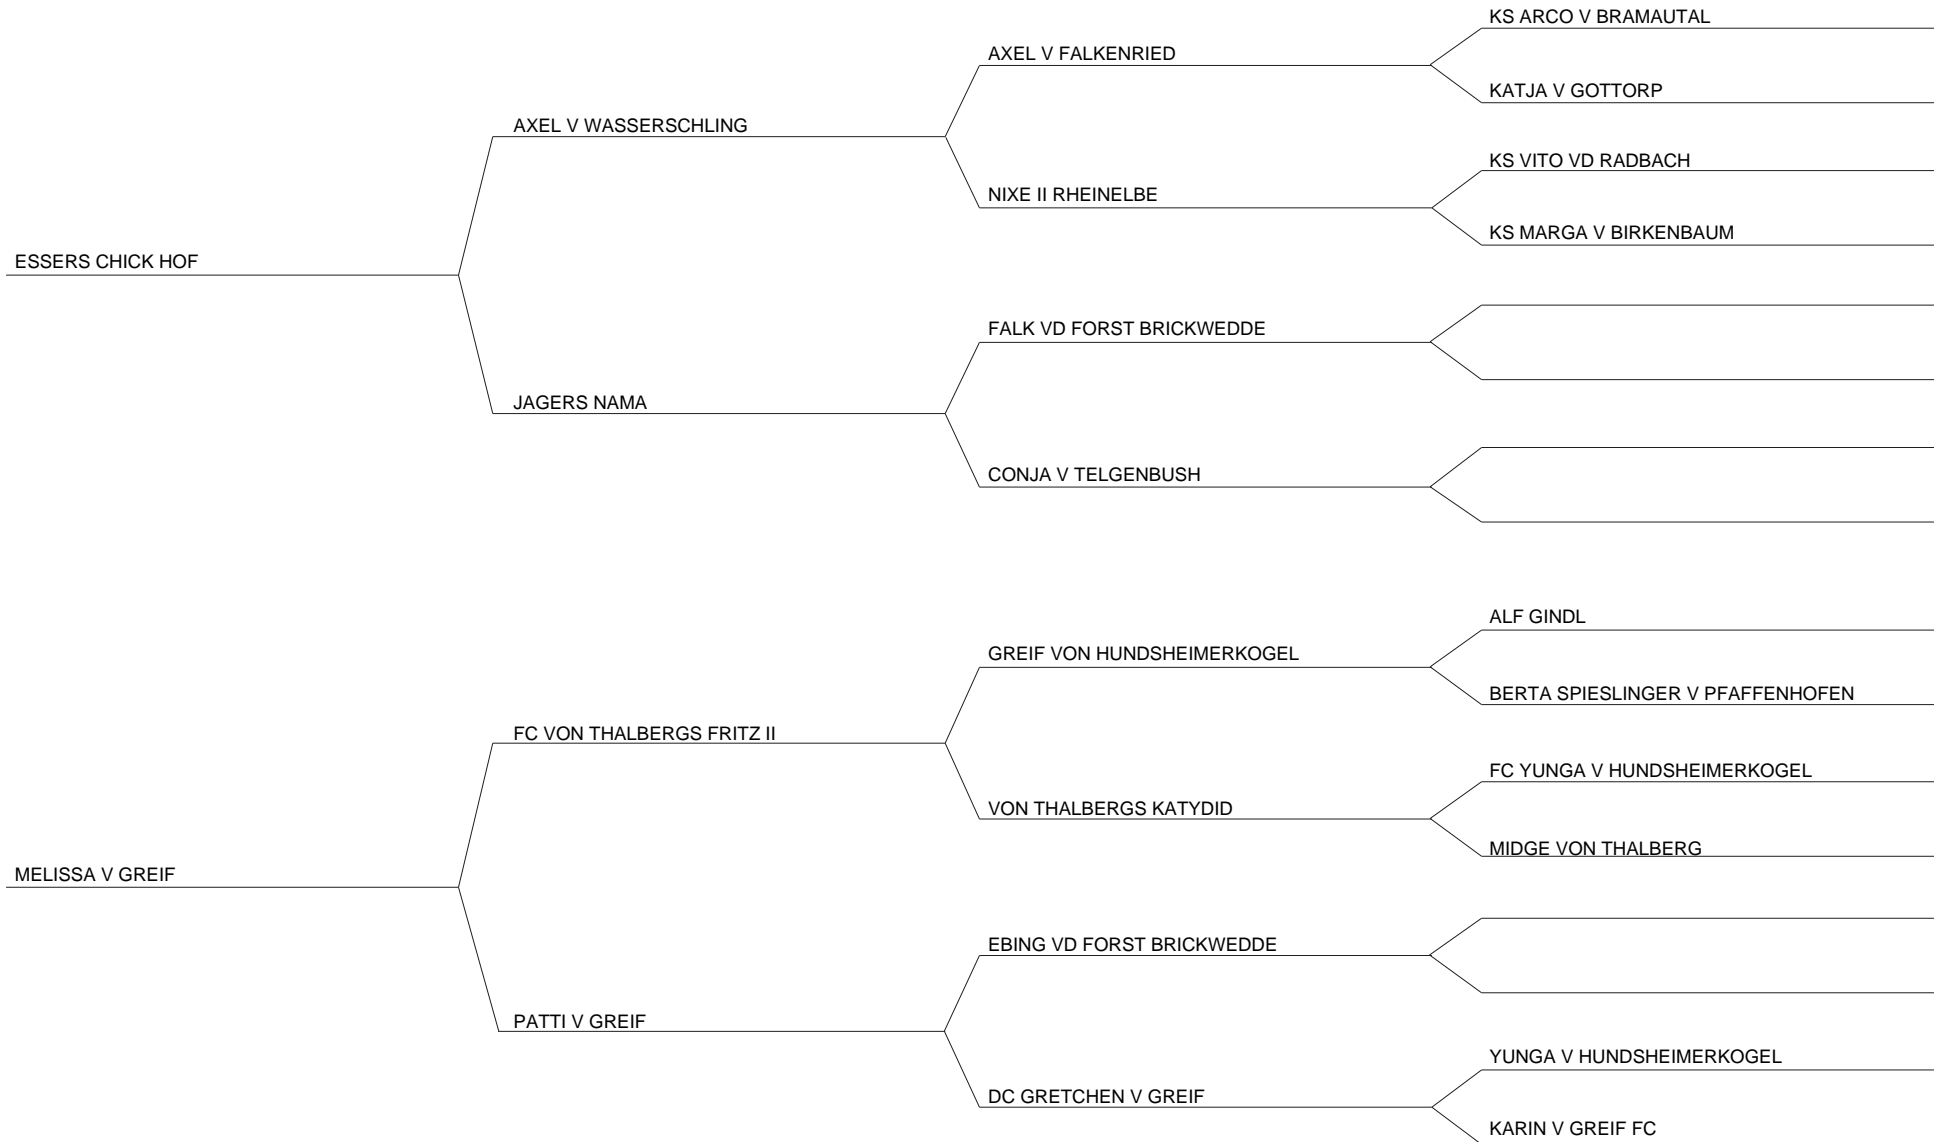 KS ARCO V BRAMAUTAL
AXEL V FALKENRIED
KATJA V GOTTORP
AXEL V WASSERSCHLING
KS VITO VD RADBACH
NIXE II RHEINELBE
KS MARGA V BIRKENBAUM
ESSERS CHICK HOF
FALK VD FORST BRICKWEDDE
JAGERS NAMA
CONJA V TELGENBUSH
ALF GINDL
GREIF VON HUNDSHEIMERKOGEL
BERTA SPIESLINGER V PFAFFENHOFEN
FC VON THALBERGS FRITZ II
FC YUNGA V HUNDSHEIMERKOGEL
VON THALBERGS KATYDID
MIDGE VON THALBERG
MELISSA V GREIF
EBING VD FORST BRICKWEDDE
PATTI V GREIF
YUNGA V HUNDSHEIMERKOGEL
DC GRETCHEN V GREIF
KARIN V GREIF FC